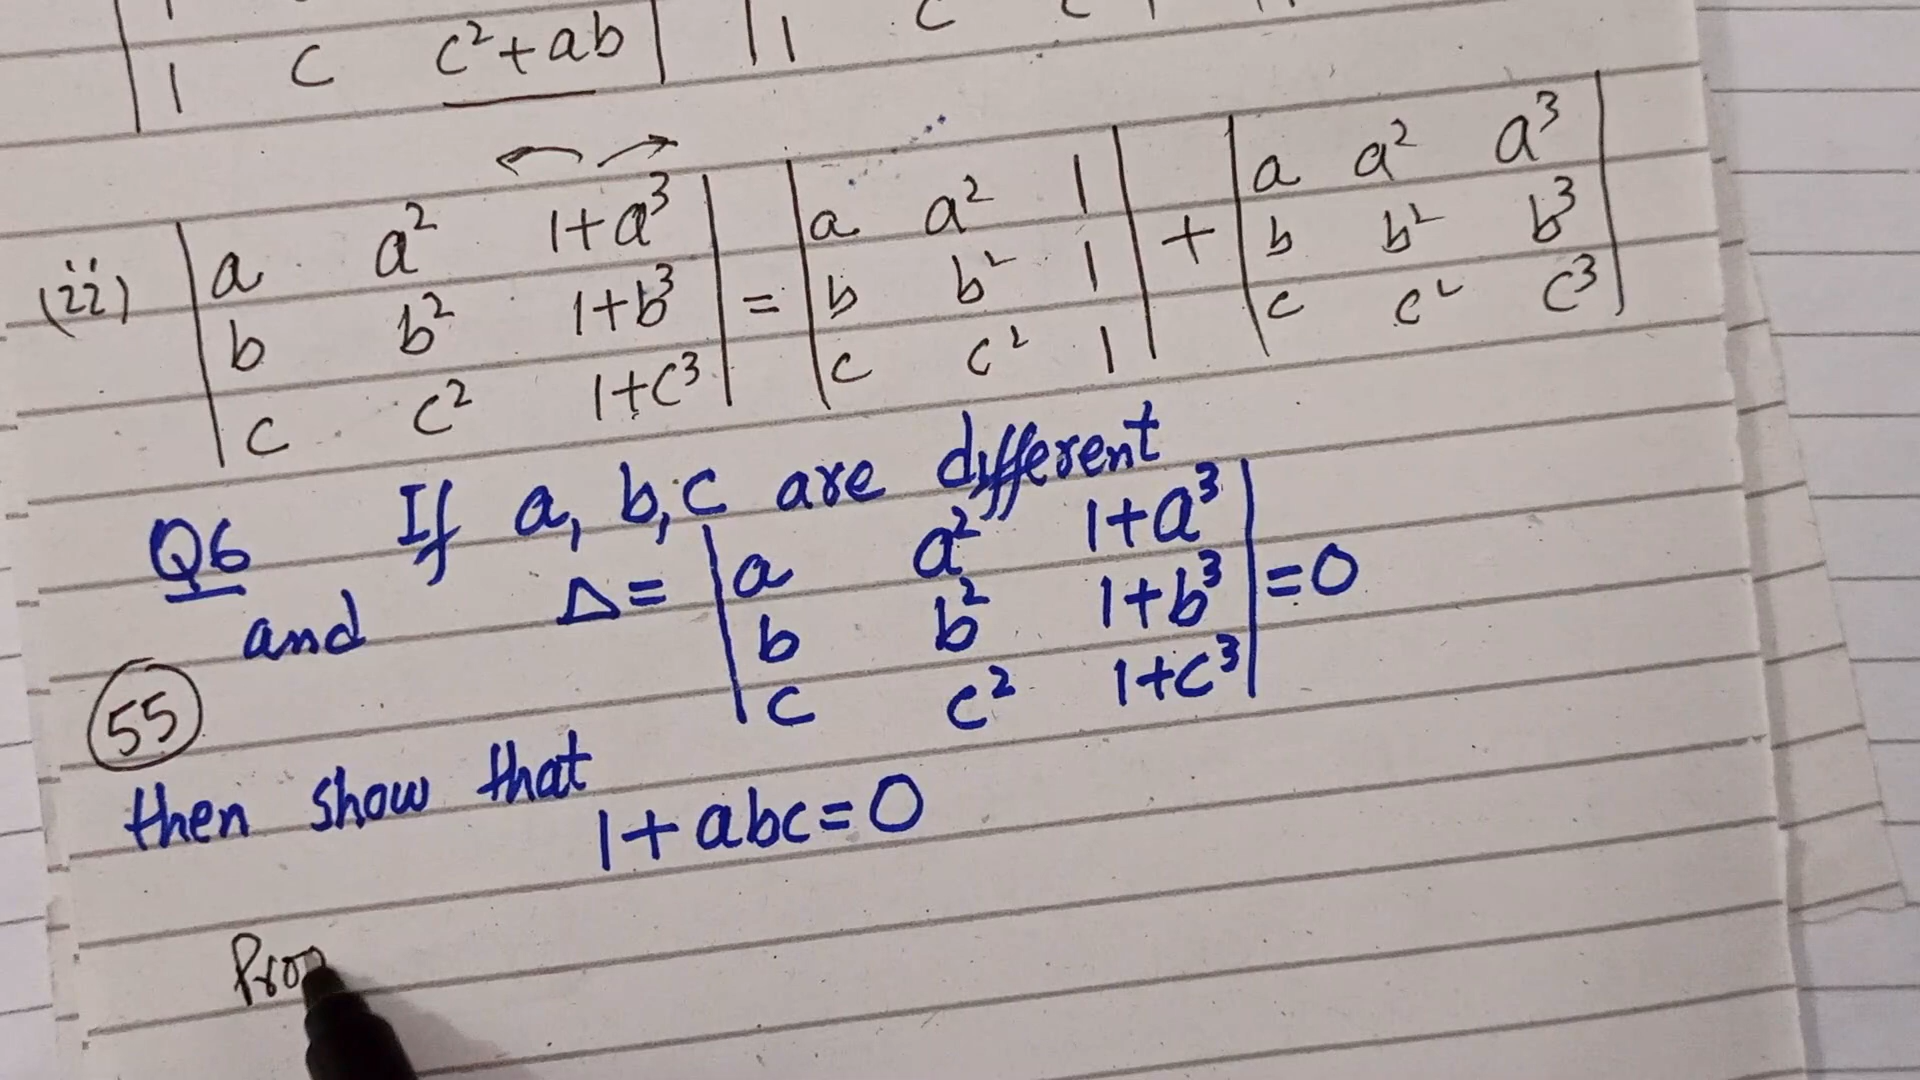 1 c c²+ab | | 1 c
(ii) | a a² 1+a³ | = | a a² 1 | + | a a² a³ |
| b b² 1+b³ | | b b² 1 | | b b² b³ |
| c c² 1+c³ | | c c² 1 | | c c² c³ |
Q6 If a, b, c are different
and Δ = | a a² 1+a³ |
| b b² 1+b³ | = 0
| c c² 1+c³ |
55
then show that
1+abc=0
Pro